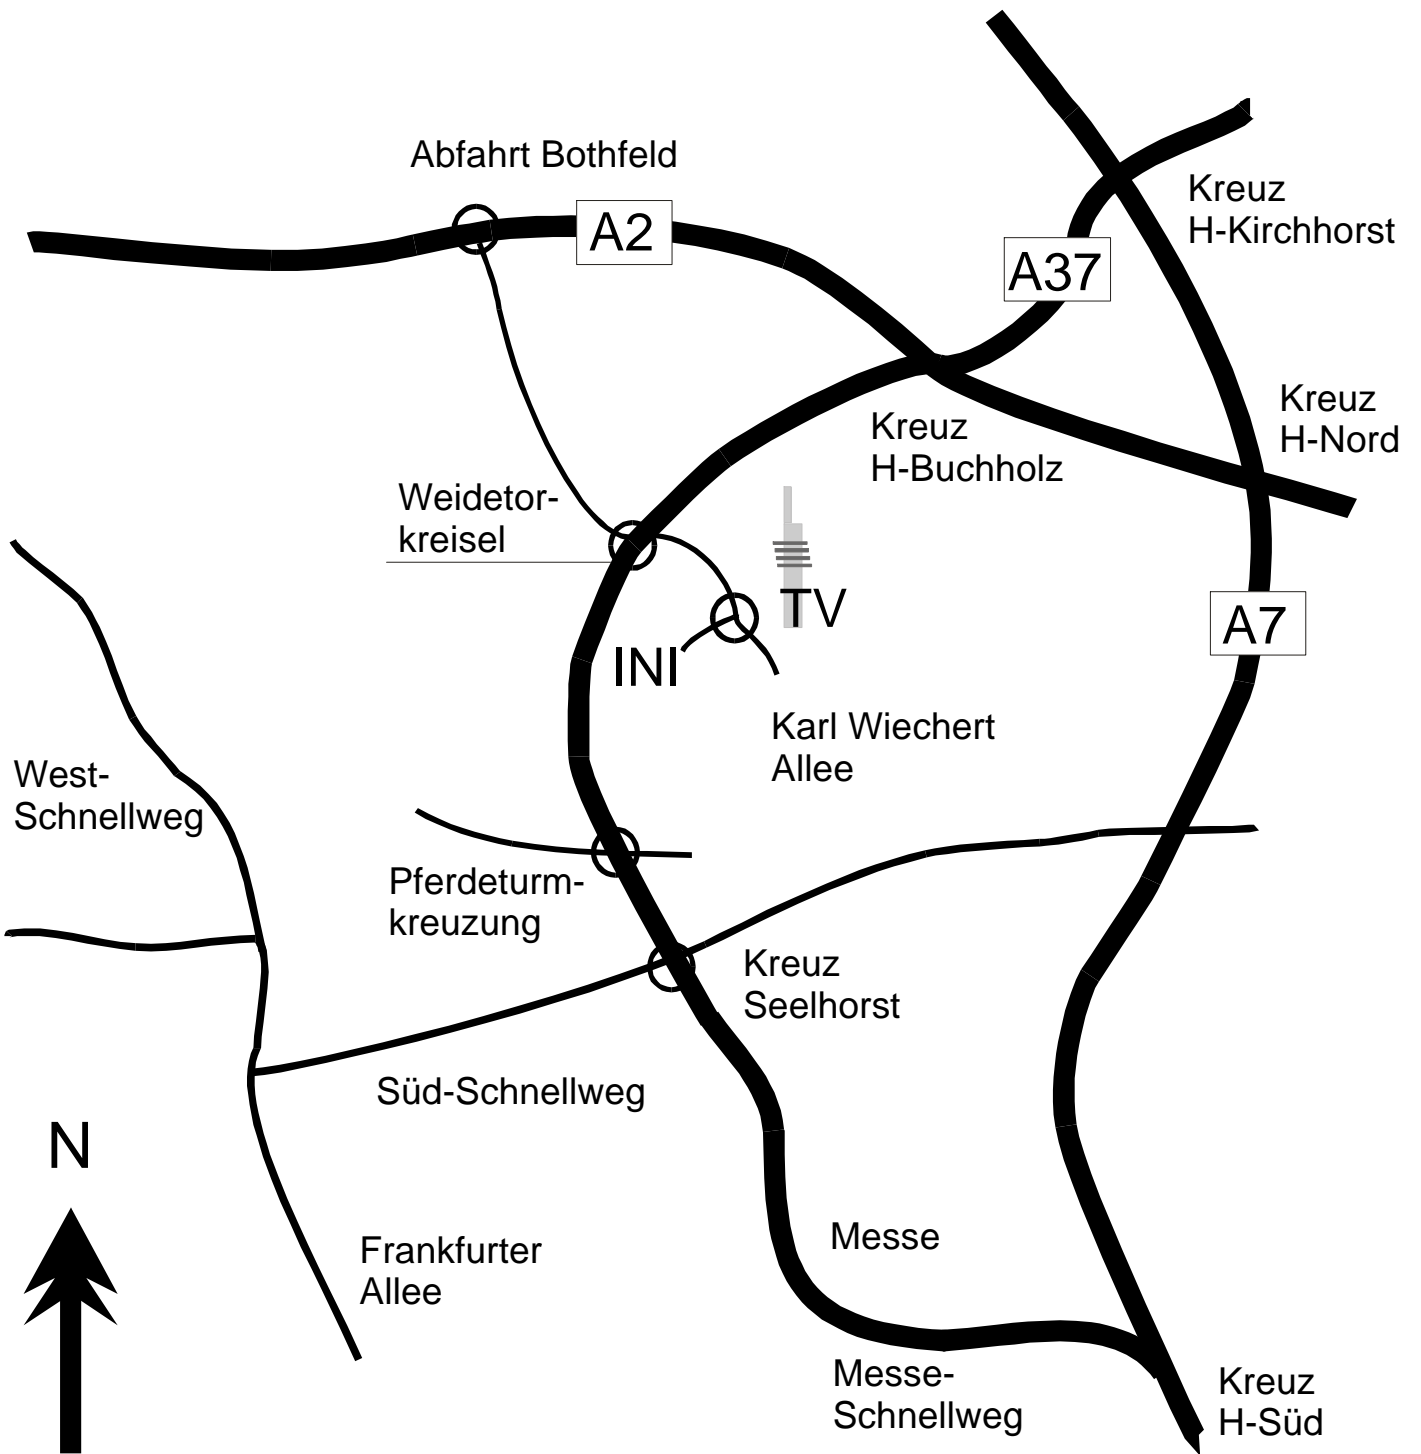 Abfahrt Bothfeld
A2
Kreuz
H-Kirchhorst
A37
Kreuz
H-Nord
Kreuz
H-Buchholz
Weidetor-
kreisel
TV
INI
A7
Karl Wiechert
Allee
West-
Schnellweg
Pferdeturm-
kreuzung
Kreuz
Seelhorst
Süd-Schnellweg
N
Messe
Frankfurter
Allee
Messe-
Schnellweg
Kreuz
H-Süd